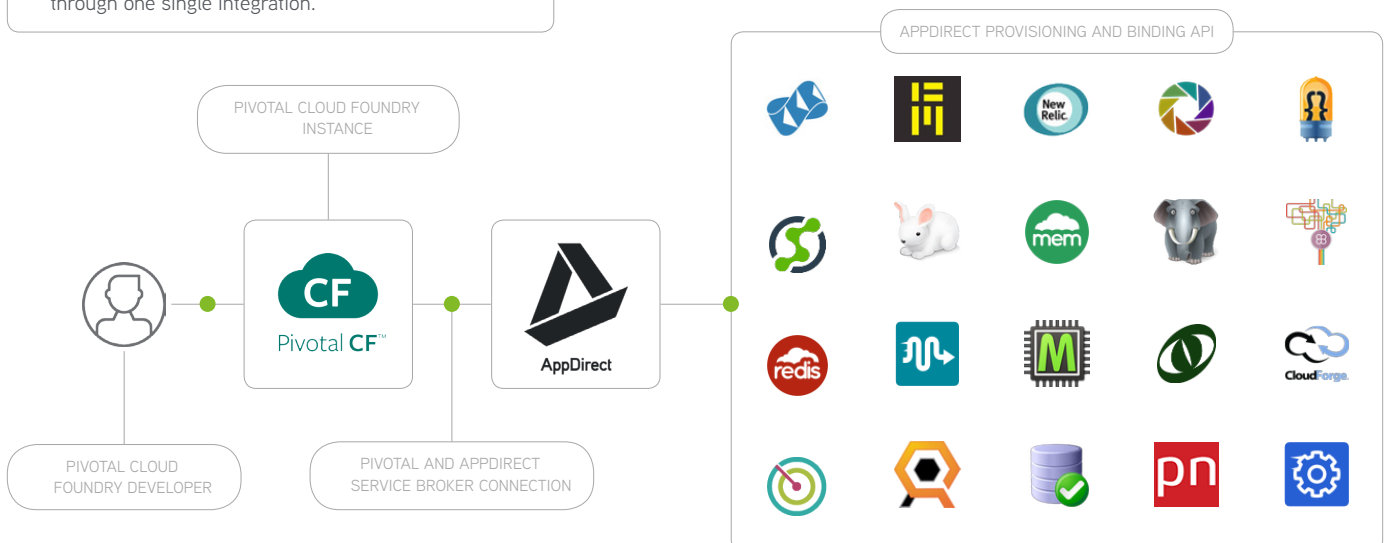 through one single integration.
APPDIRECT PROVISIONING AND BINDING API
PIVOTAL CLOUD FOUNDRY
INSTANCE
New
Relic.
mem
CF
Pivotal CF™
AppDirect
redis
M
CloudForge.
PIVOTAL CLOUD
FOUNDRY DEVELOPER
PIVOTAL AND APPDIRECT
SERVICE BROKER CONNECTION
pn